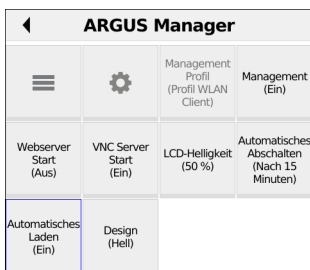 ARGUS Manager
Management
Profil
(Profil WLAN
Client)
Management
(Ein)
Webserver
Start
(Aus)
VNC Server
Start
(Ein)
LCD-Helligkeit
(50 %)
Automatisches
Abschalten
(Nach 15
Minuten)
Automatisches
Laden
(Ein)
Design
(Hell)